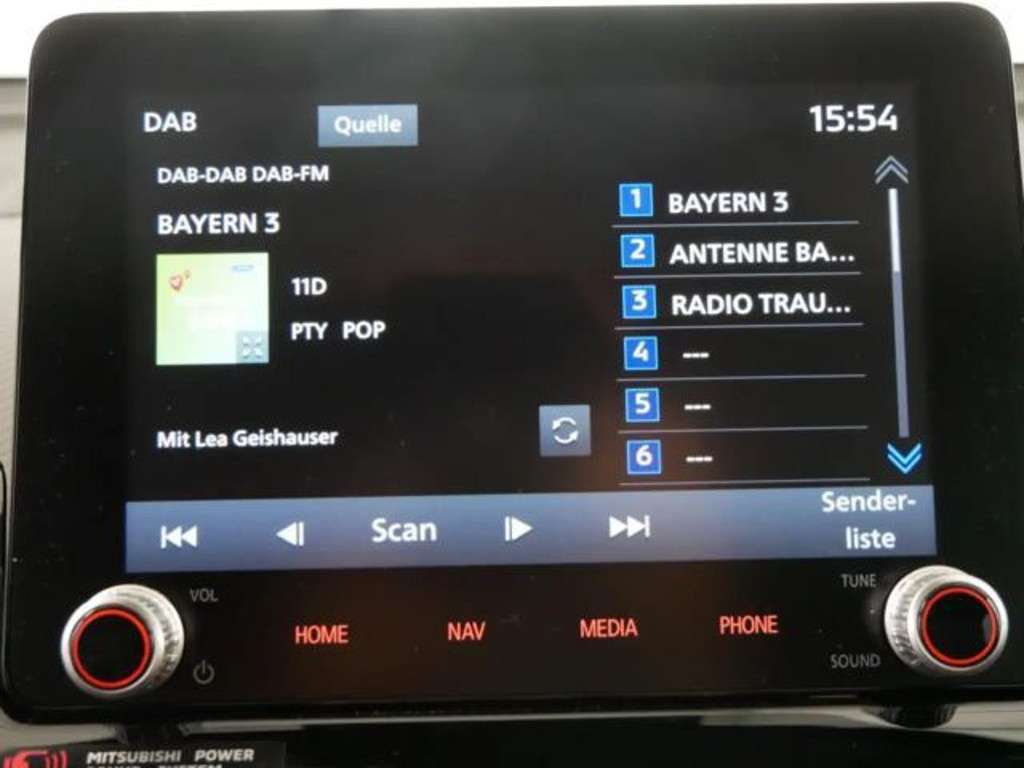 DAB
Quelle
15:54
DAB-DAB DAB-FM
BAYERN 3
11D
PTY POP
Mit Lea Geishauser
1 BAYERN 3
2 ANTENNE BA...
3 RADIO TRAU...
4 ---
5 ---
6 ---
Scan
Sender-
liste
VOL
TUNE
HOME
NAV
MEDIA
PHONE
SOUND
MITSUBISHI POWER